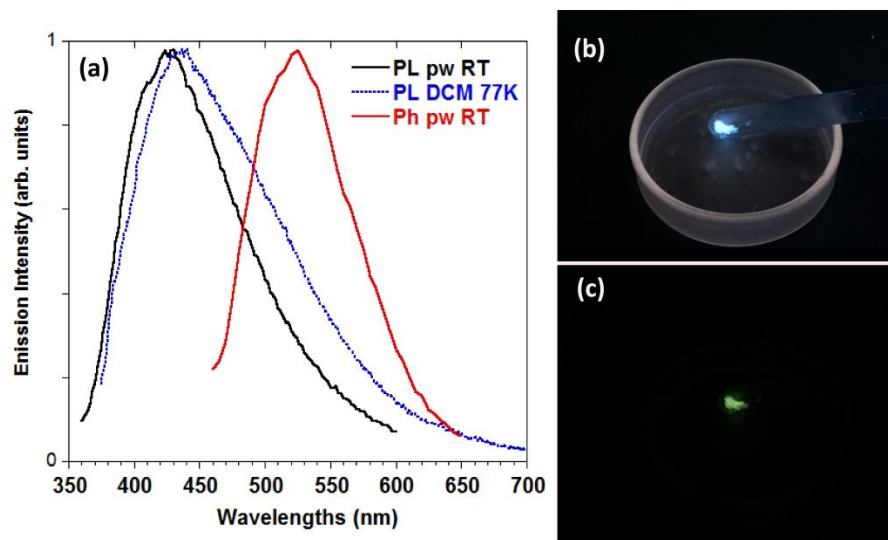 1
(a)
PL pw RT
PL DCM 77K
Ph pw RT
Enission Intensity (arb. units)
0
350 400 450 500 550 600 650 700
Wavelengths (nm)
(b)
(c)